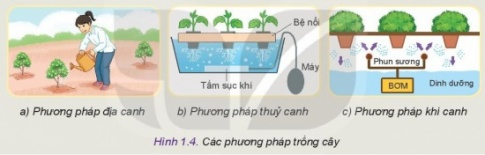 Bệ nổi
Máy
Tấm sục khí
Phun sương
BƠM
Dinh dưỡng
a) Phương pháp địa canh
b) Phương pháp thuỷ canh
c) Phương pháp khí canh
Hình 1.4. Các phương pháp trồng cây